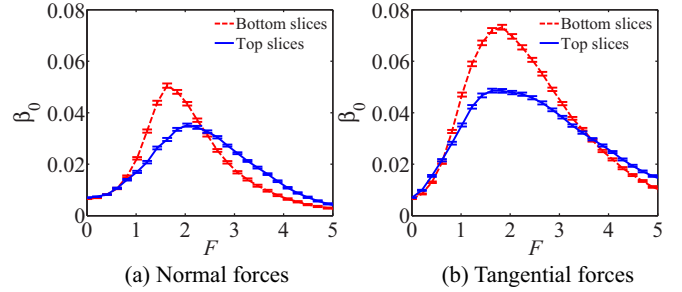 0.08
0.06
0.04
0.02
0
β0
0 1 2 3 4 5
F
Bottom slices
Top slices
(a) Normal forces
0.08
0.06
0.04
0.02
0
β0
0 1 2 3 4 5
F
Bottom slices
Top slices
(b) Tangential forces